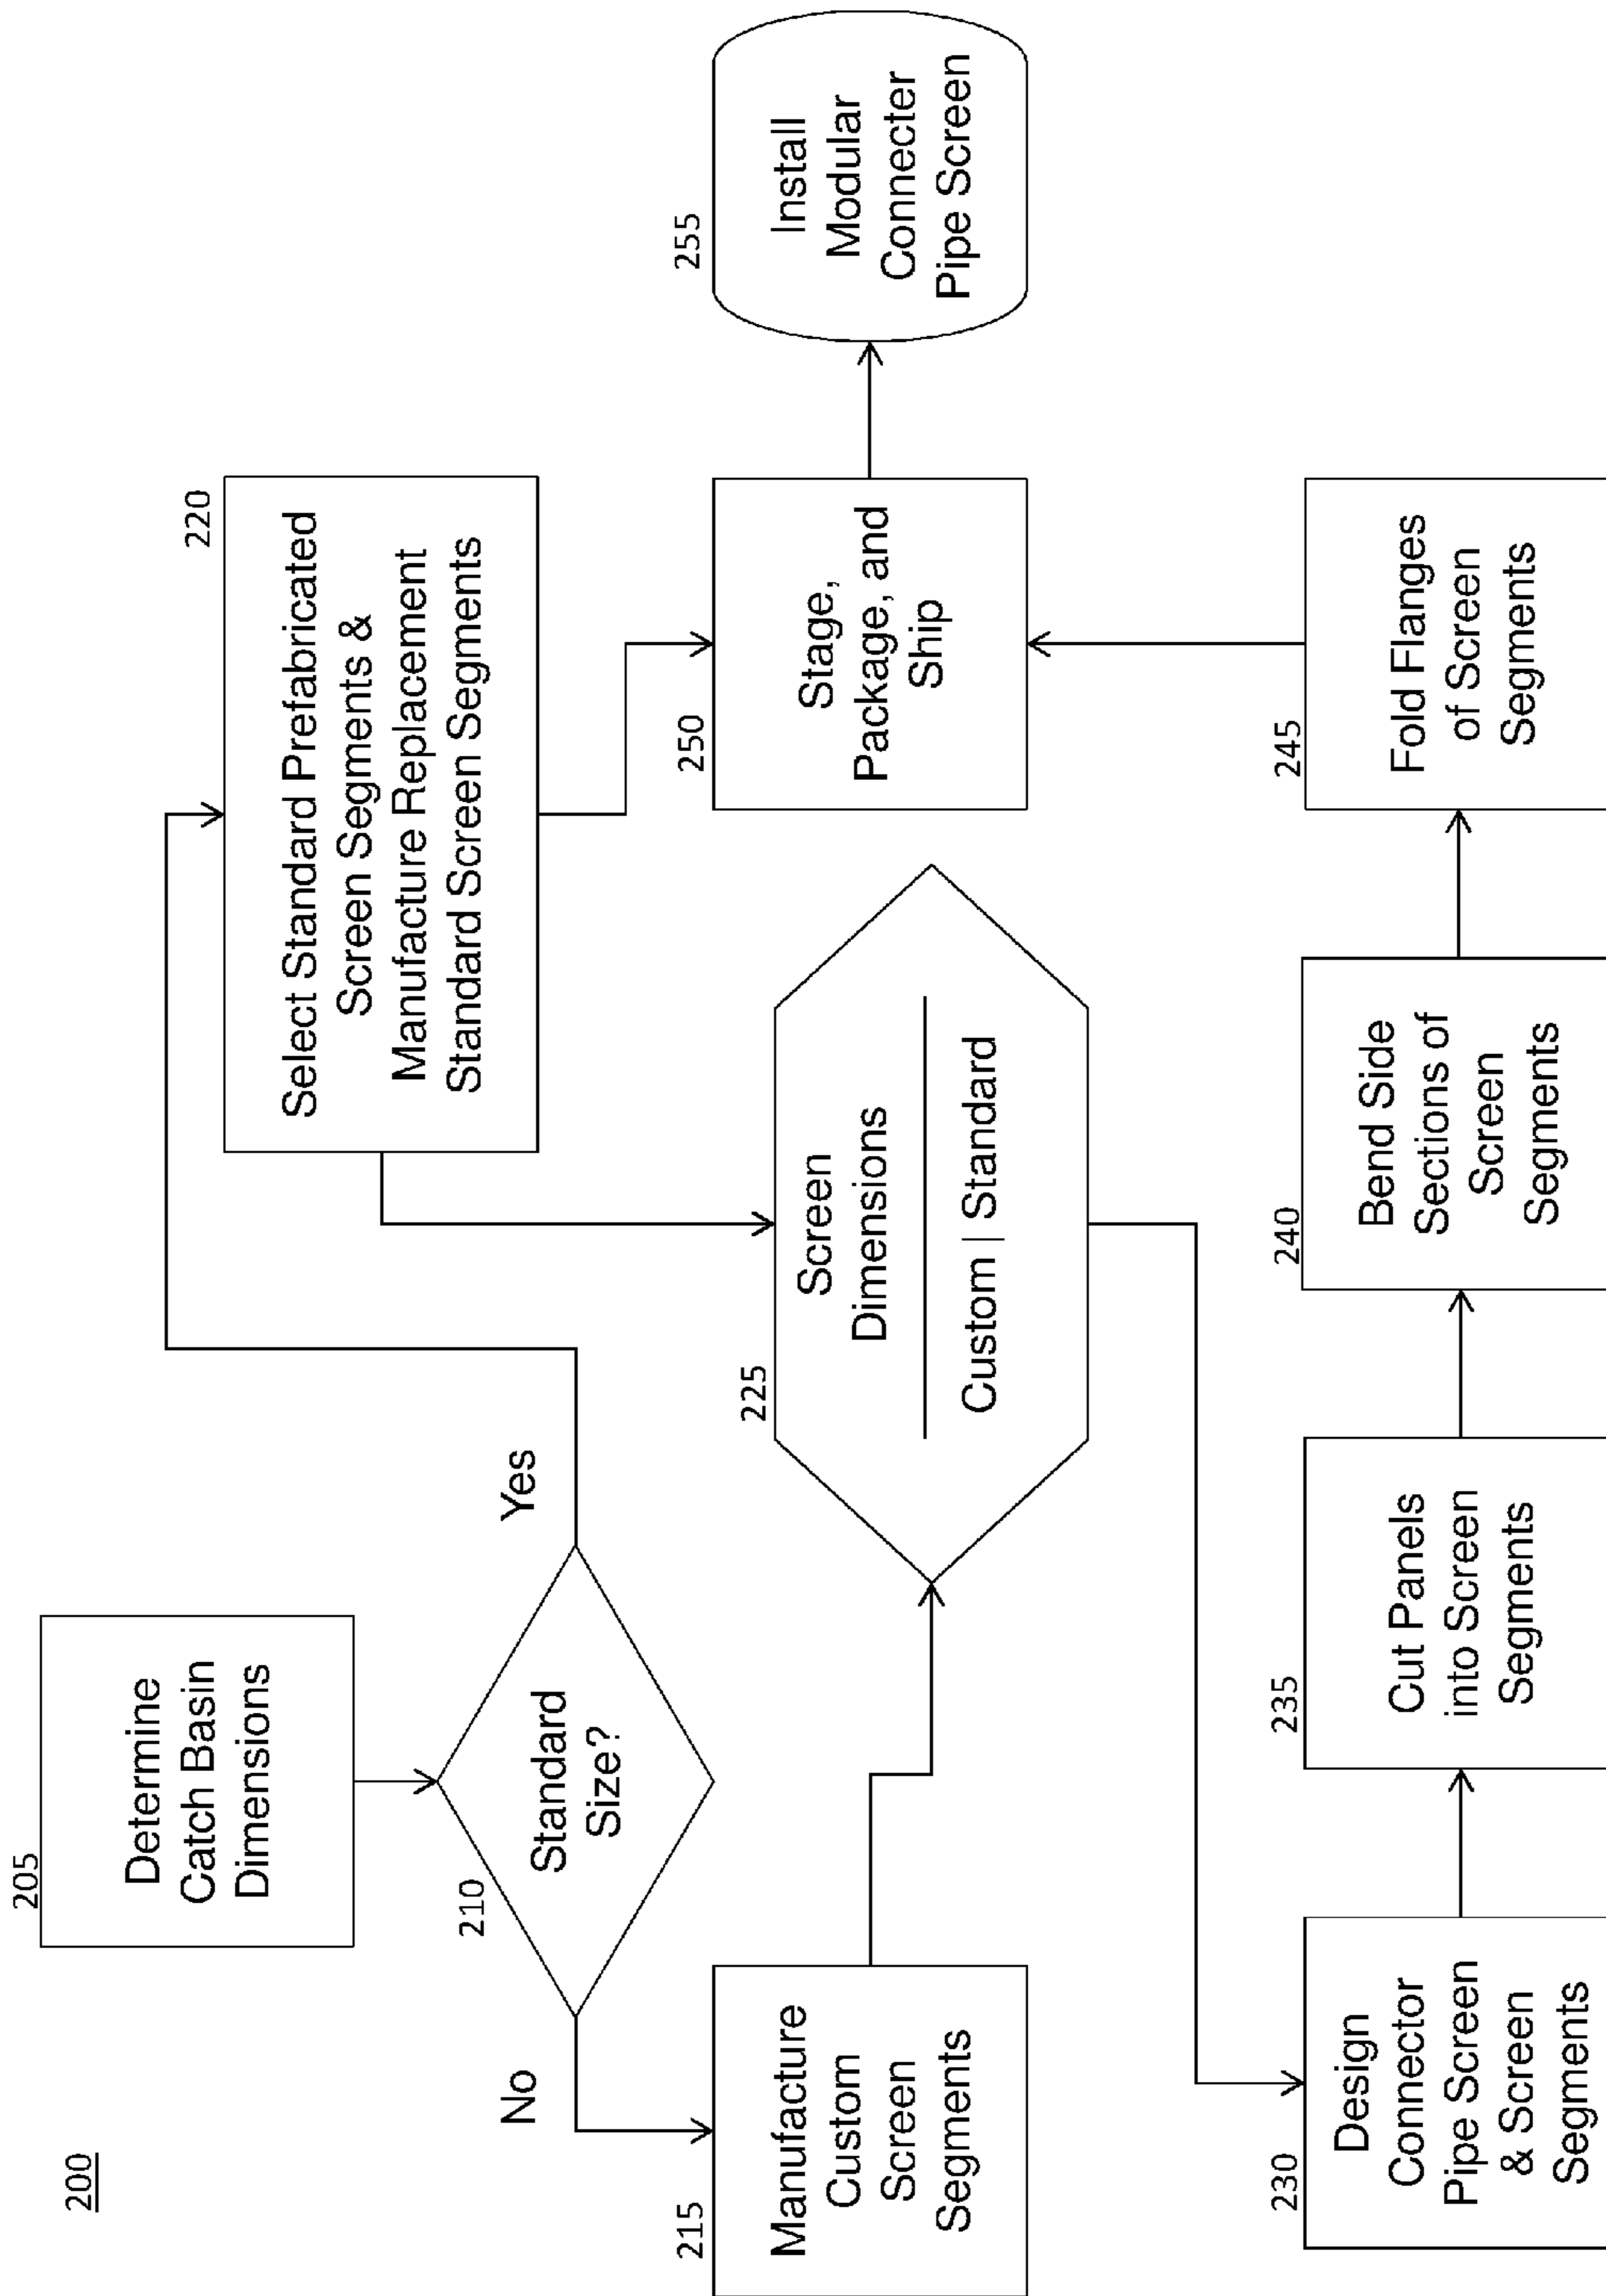 200
205
Determine
Catch Basin
Dimensions
210
Standard
Size?
No
Yes
215
Manufacture
Custom
Screen
Segments
220
Select Standard Prefabricated
Screen Segments &
Manufacture Replacement
Standard Screen Segments
225
Screen
Dimensions
Custom | Standard
230
Design
Connector
Pipe Screen
& Screen
Segments
235
Cut Panels
into Screen
Segments
240
Bend Side
Sections of
Screen
Segments
245
Fold Flanges
of Screen
Segments
250
Stage,
Package, and
Ship
255
Install
Modular
Connecter
Pipe Screen